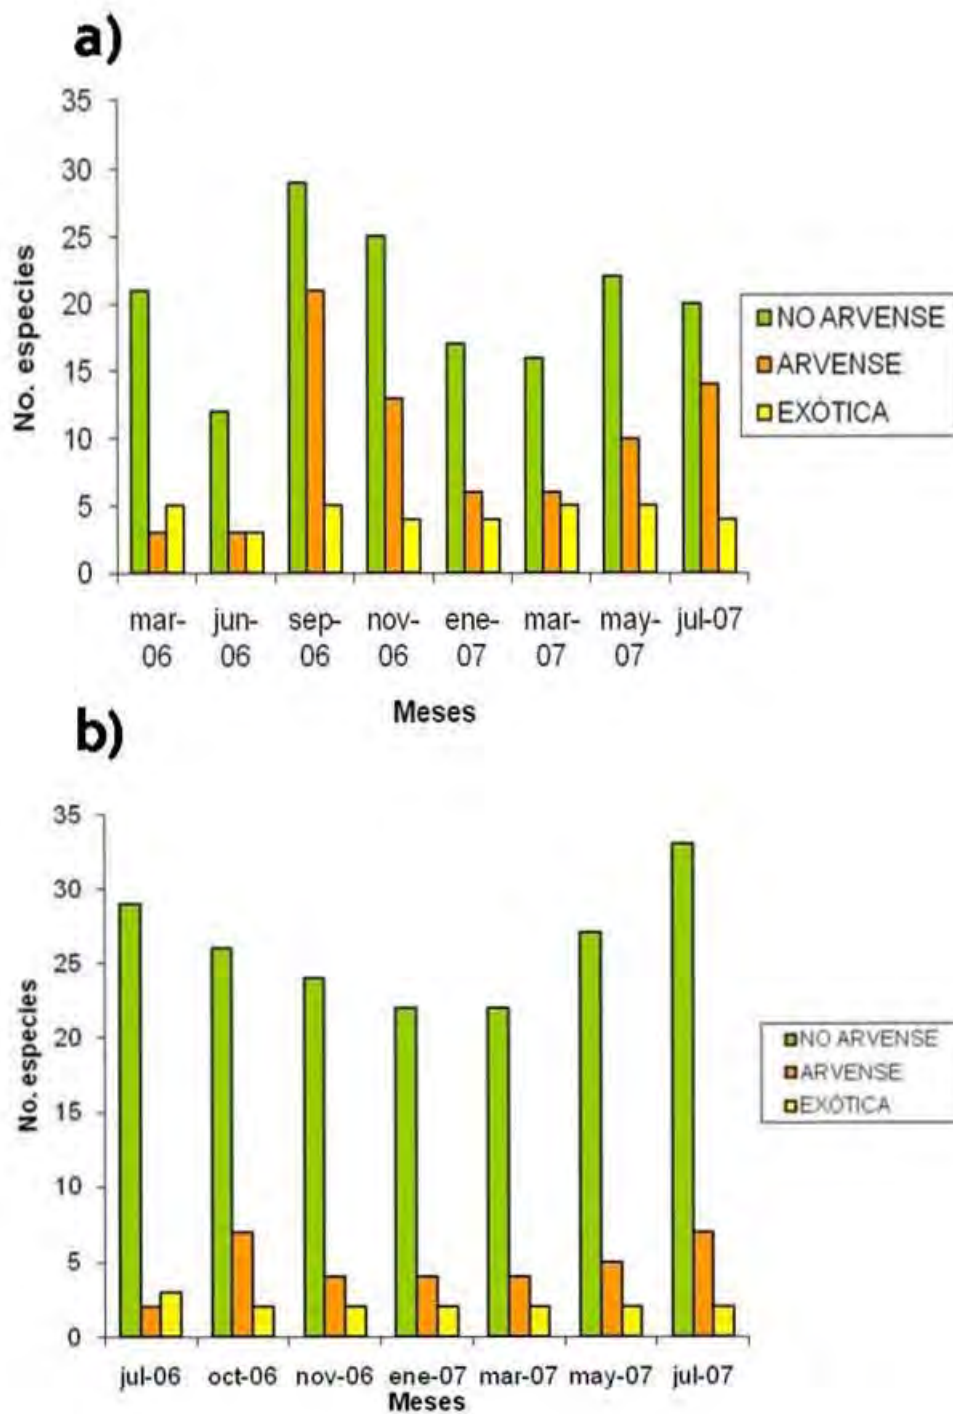 a)
35
30
25
20
15
10
5
0
No. especies
NO ARVENSE
ARVENSE
EXÓTICA
mar- jun- sep- nov- ene- mar- may- jul-07
06 06 06 06 07 07 07
Meses
b)
35
30
25
20
15
10
5
0
No. especies
NO ARVENSE
ARVENSE
EXÓTICA
jul-06 oct-06 nov-06 ene-07 mar-07 may-07 jul-07
Meses